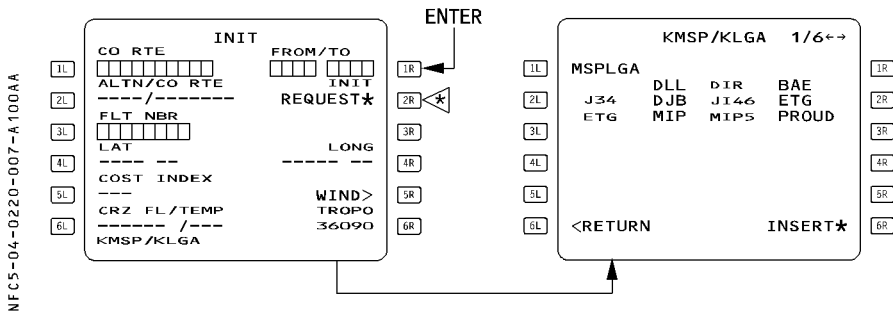 ENTER
INIT
CO RTE FROM/TO
1L 1R
ALTN/CO RTE INIT
2L ----/------- REQUEST* 2R *
FLT NBR
3L 3R
LAT LONG
4L ---- -- ----- -- 4R
COST INDEX
5L --- WIND> 5R
CRZ FL/TEMP TROPO
6L ------ /--- 36090 6R
KMSP/KLGA
KMSP/KLGA 1/6←→
1L MSPLGA 1R
DLL DIR BAE
2L J34 DJB JI46 ETG 2R
ETG MIP MIP5 PROUD
3L 3R
4L 4R
5L 5R
6L <RETURN INSERT* 6R
NFC5-04-0220-007-A100AA